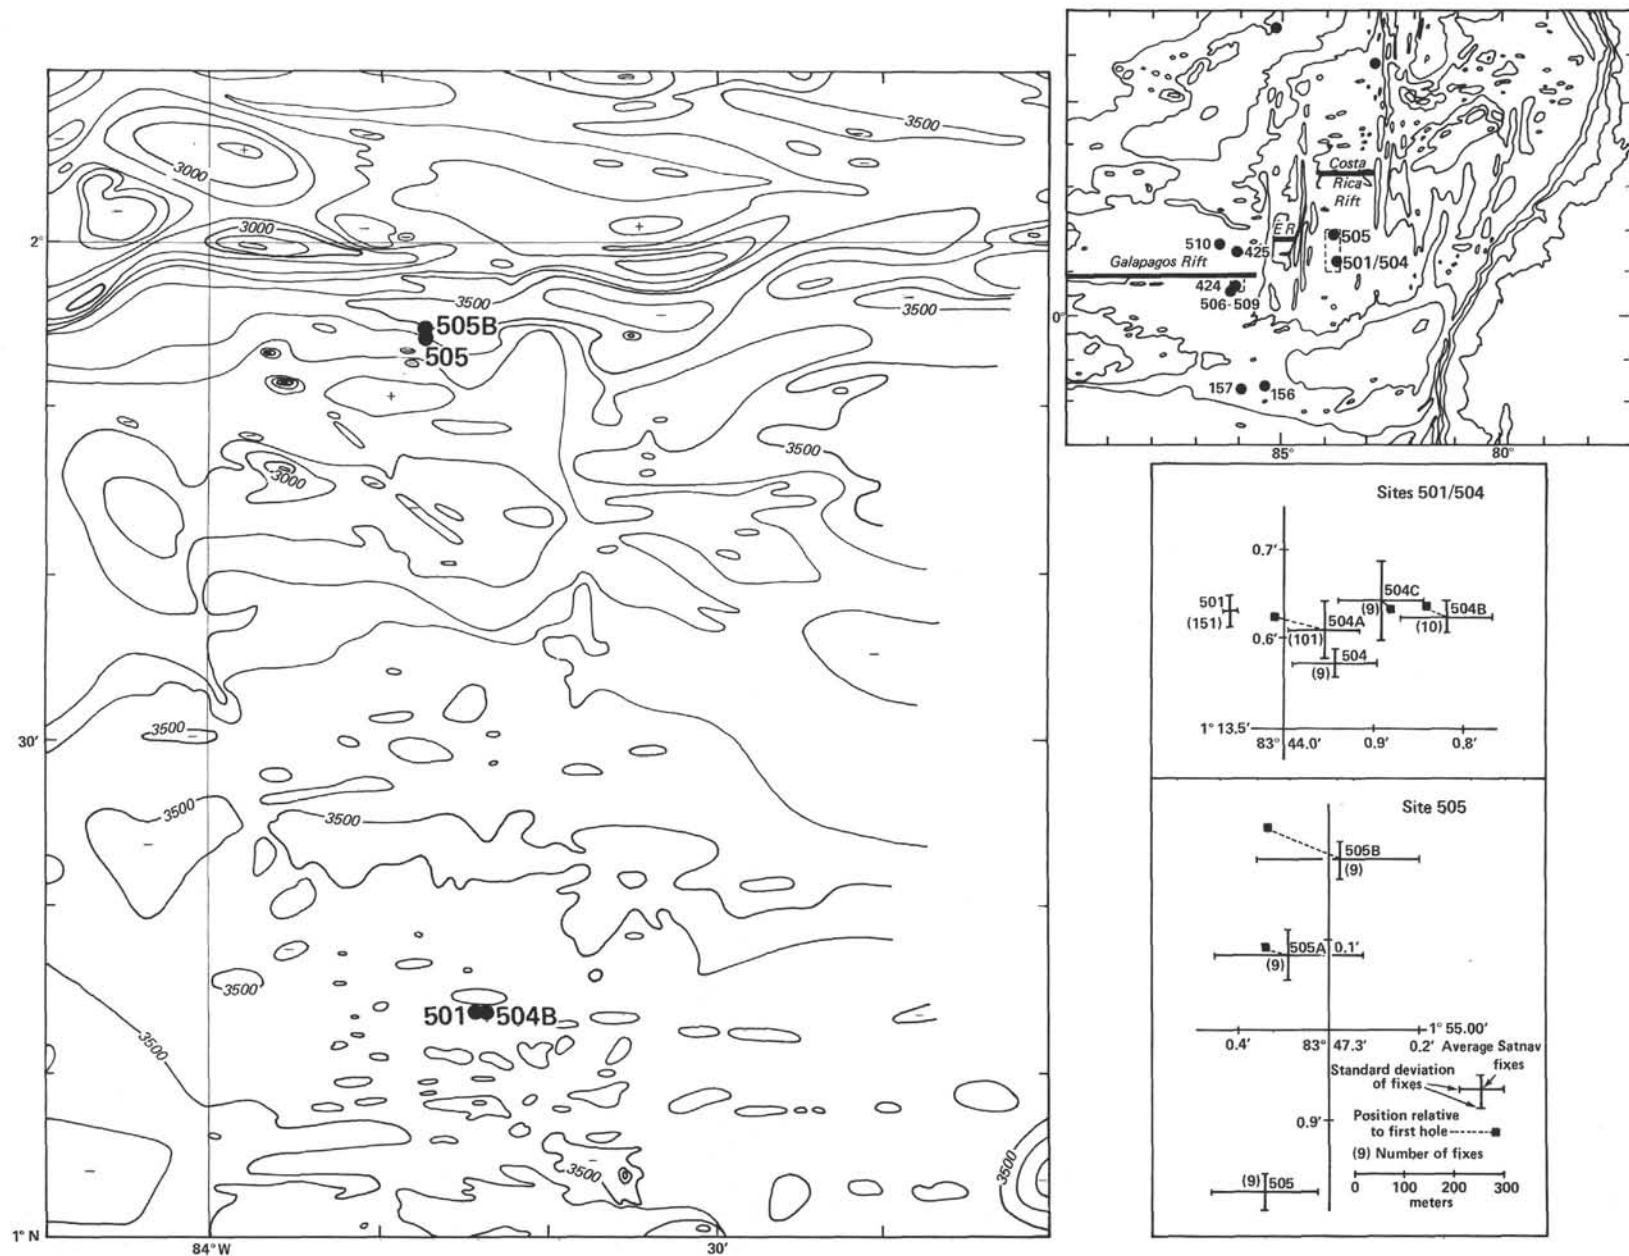 3500
3000
2°
3000
3500
3500
505B
505
3500
3000
30'
3500
3500
3500
3500
501
504B
3500
3500
3500
1° N
84° W
30'
Costa
Rica
Rift
E R
505
510
425
501/504
Galapagos Rift
424
506-509
0°
157
156
85°
80°
Sites 501/504
0.7'
504C
501
(9)
504B
(151)
504A
(10)
0.6'
(101)
504
(9)
1° 13.5'
83° 44.0'
0.9'
0.8'
Site 505
505B
(9)
505A
0.1'
(9)
1° 55.00'
0.4'
83° 47.3'
0.2'
Average Satnav
fixes
Standard deviation
of fixes
Position relative
to first hole
0.9'
(9) Number of fixes
(9)
505
0 100 200 300
meters